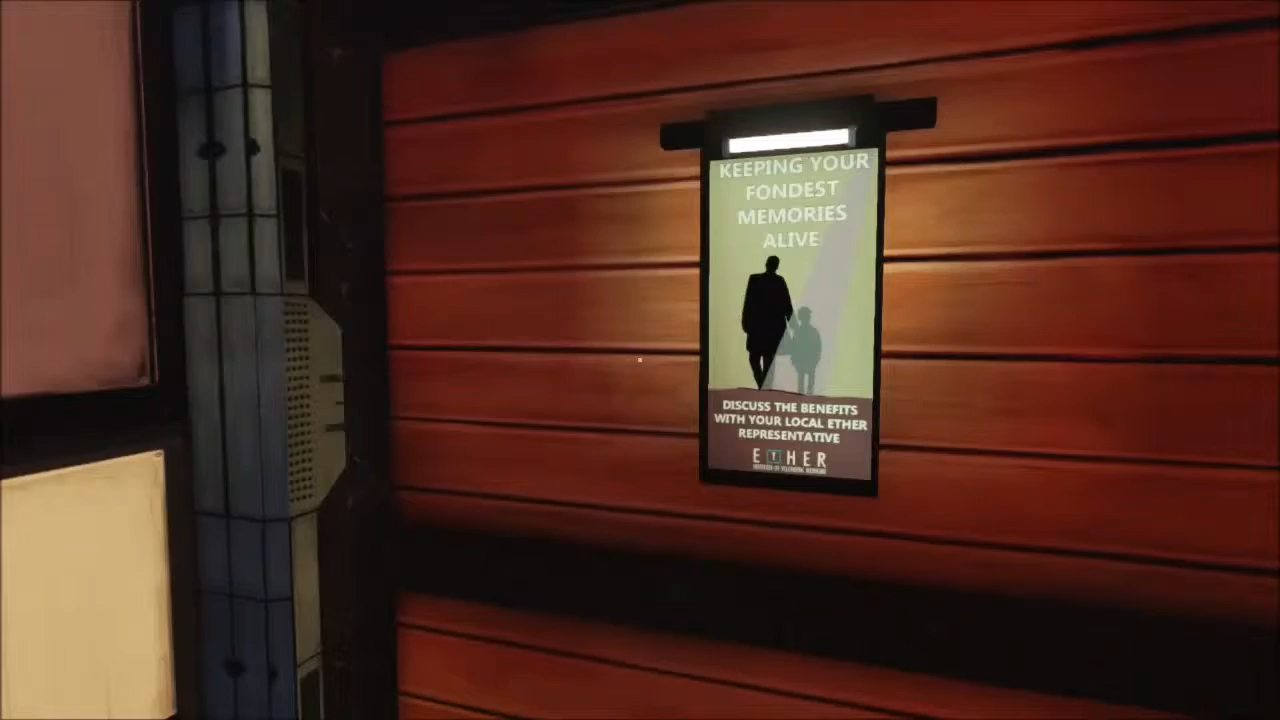 KEEPING YOUR
FONDEST
MEMORIES
ALIVE
DISCUSS THE BENEFITS
WITH YOUR LOCAL ETHER
REPRESENTATIVE
ETHER